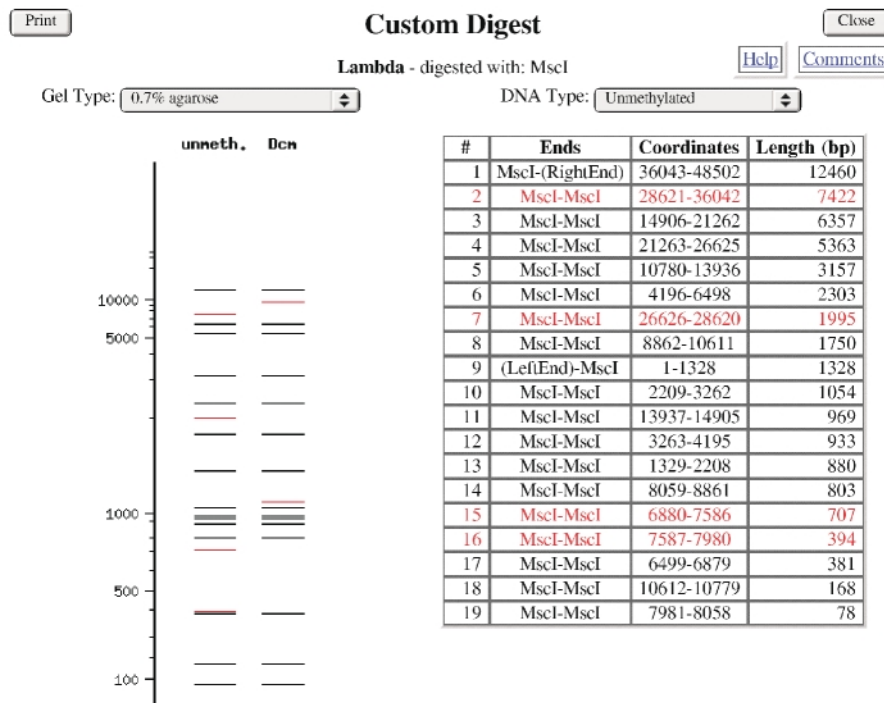 Print
Custom Digest
Close
Lambda - digested with: MscI
Help
Comments
Gel Type: 0.7% agarose
DNA Type: Unmethylated
unmeth. Dcm
10000
5000
1000
500
100
# Ends Coordinates Length (bp)
1 MscI-(RightEnd) 36043-48502 12460
2 MscI-MscI 28621-36042 7422
3 MscI-MscI 14906-21262 6357
4 MscI-MscI 21263-26625 5363
5 MscI-MscI 10780-13936 3157
6 MscI-MscI 4196-6498 2303
7 MscI-MscI 26626-28620 1995
8 MscI-MscI 8862-10611 1750
9 (LeftEnd)-MscI 1-1328 1328
10 MscI-MscI 2209-3262 1054
11 MscI-MscI 13937-14905 969
12 MscI-MscI 3263-4195 933
13 MscI-MscI 1329-2208 880
14 MscI-MscI 8059-8861 803
15 MscI-MscI 6880-7586 707
16 MscI-MscI 7587-7980 394
17 MscI-MscI 6499-6879 381
18 MscI-MscI 10612-10779 168
19 MscI-MscI 7981-8058 78